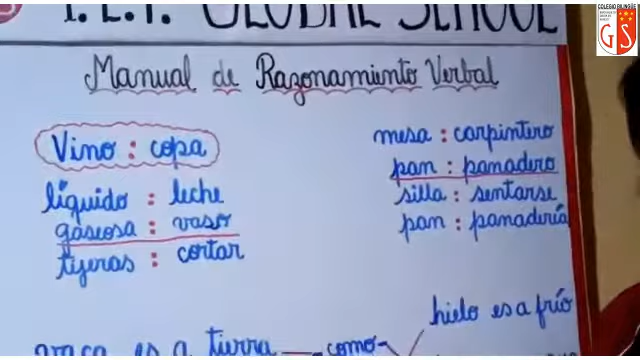 I.E.P. GLOBAL SCHOOL
Manual de Razonamiento Verbal
Vino : copa
líquido : leche
gaseosa : vaso
tijeras : cortar
mesa : carpintero
pan : panadero
silla : sentarse
pan : panadería
hielo es a frío
es a tierra como
GS